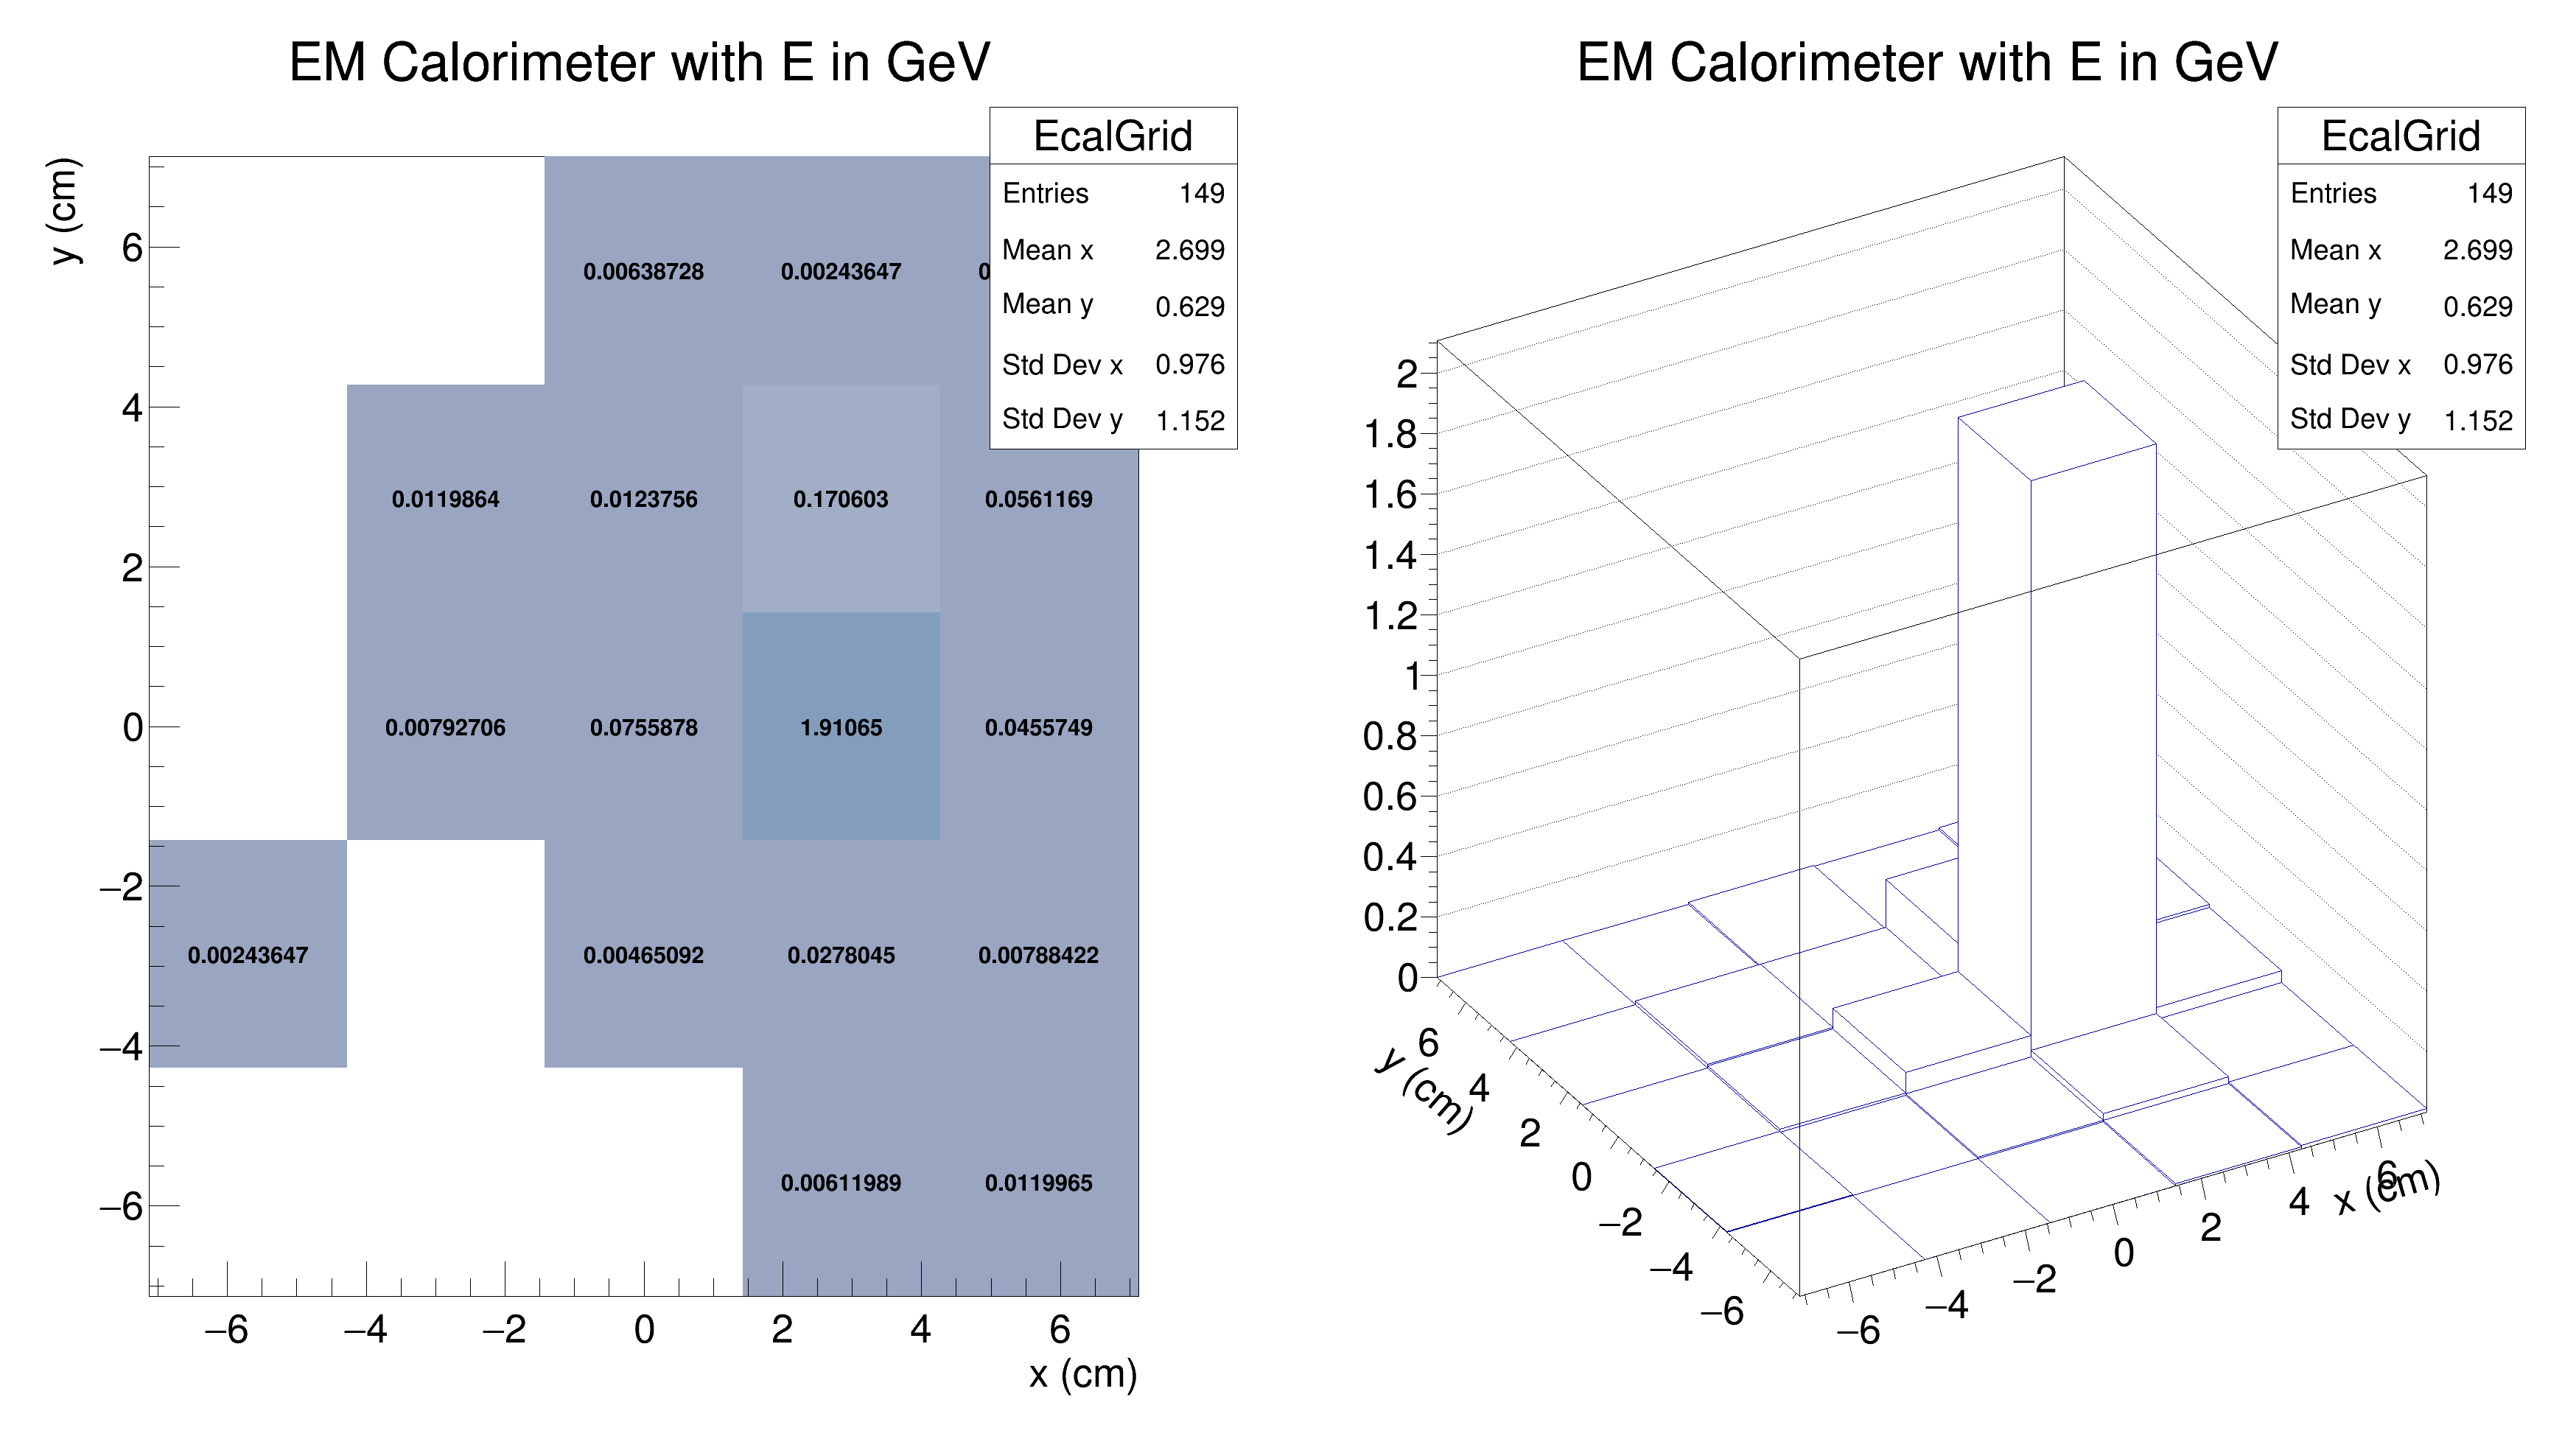 EM Calorimeter with E in GeV
EcalGrid
Entries 149
Mean x 2.699
Mean y 0.629
Std Dev x 0.976
Std Dev y 1.152
y (cm)
6
4
2
0
−2
−4
−6
0.00638728 0.00243647 0
0.0119864 0.0123756 0.170603 0.0561169
0.00792706 0.0755878 1.91065 0.0455749
0.00243647 0.00465092 0.0278045 0.00788422
0.00611989 0.0119965
−6 −4 −2 0 2 4 6
x (cm)
EM Calorimeter with E in GeV
EcalGrid
Entries 149
Mean x 2.699
Mean y 0.629
Std Dev x 0.976
Std Dev y 1.152
2
1.8
1.6
1.4
1.2
1
0.8
0.6
0.4
0.2
0
y (cm)
6
4
2
0
−2
−4
−6
−6 −4 −2 0 2 4 6
x (cm)